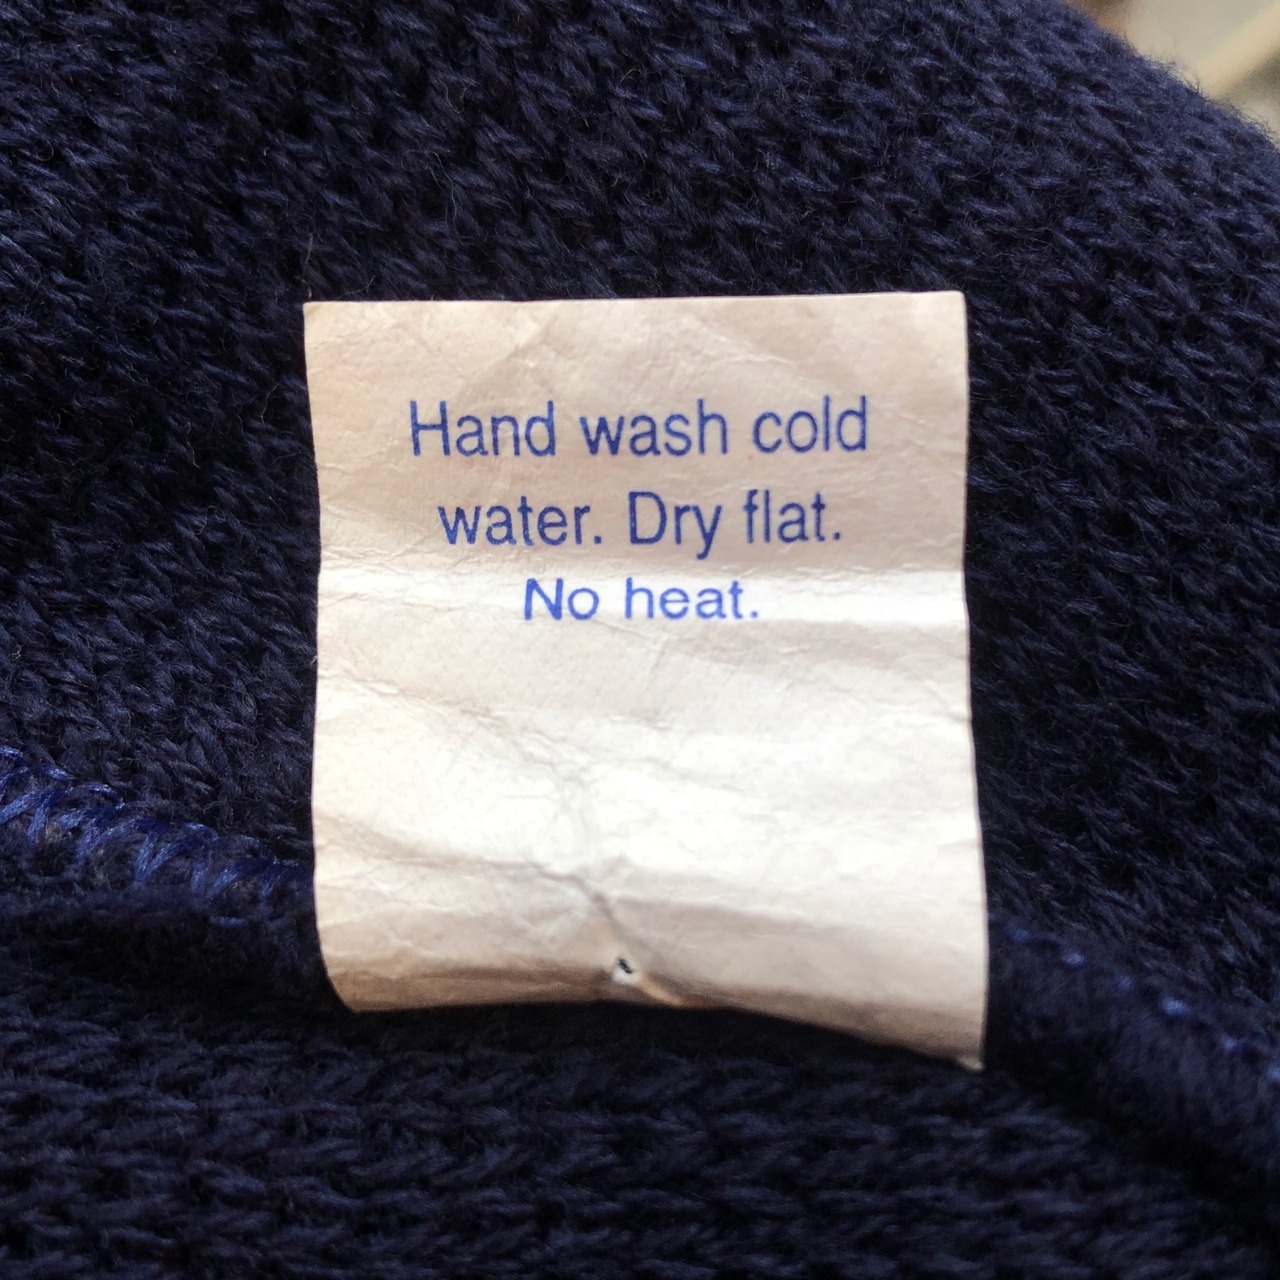 Hand wash cold
water. Dry flat.
No heat.